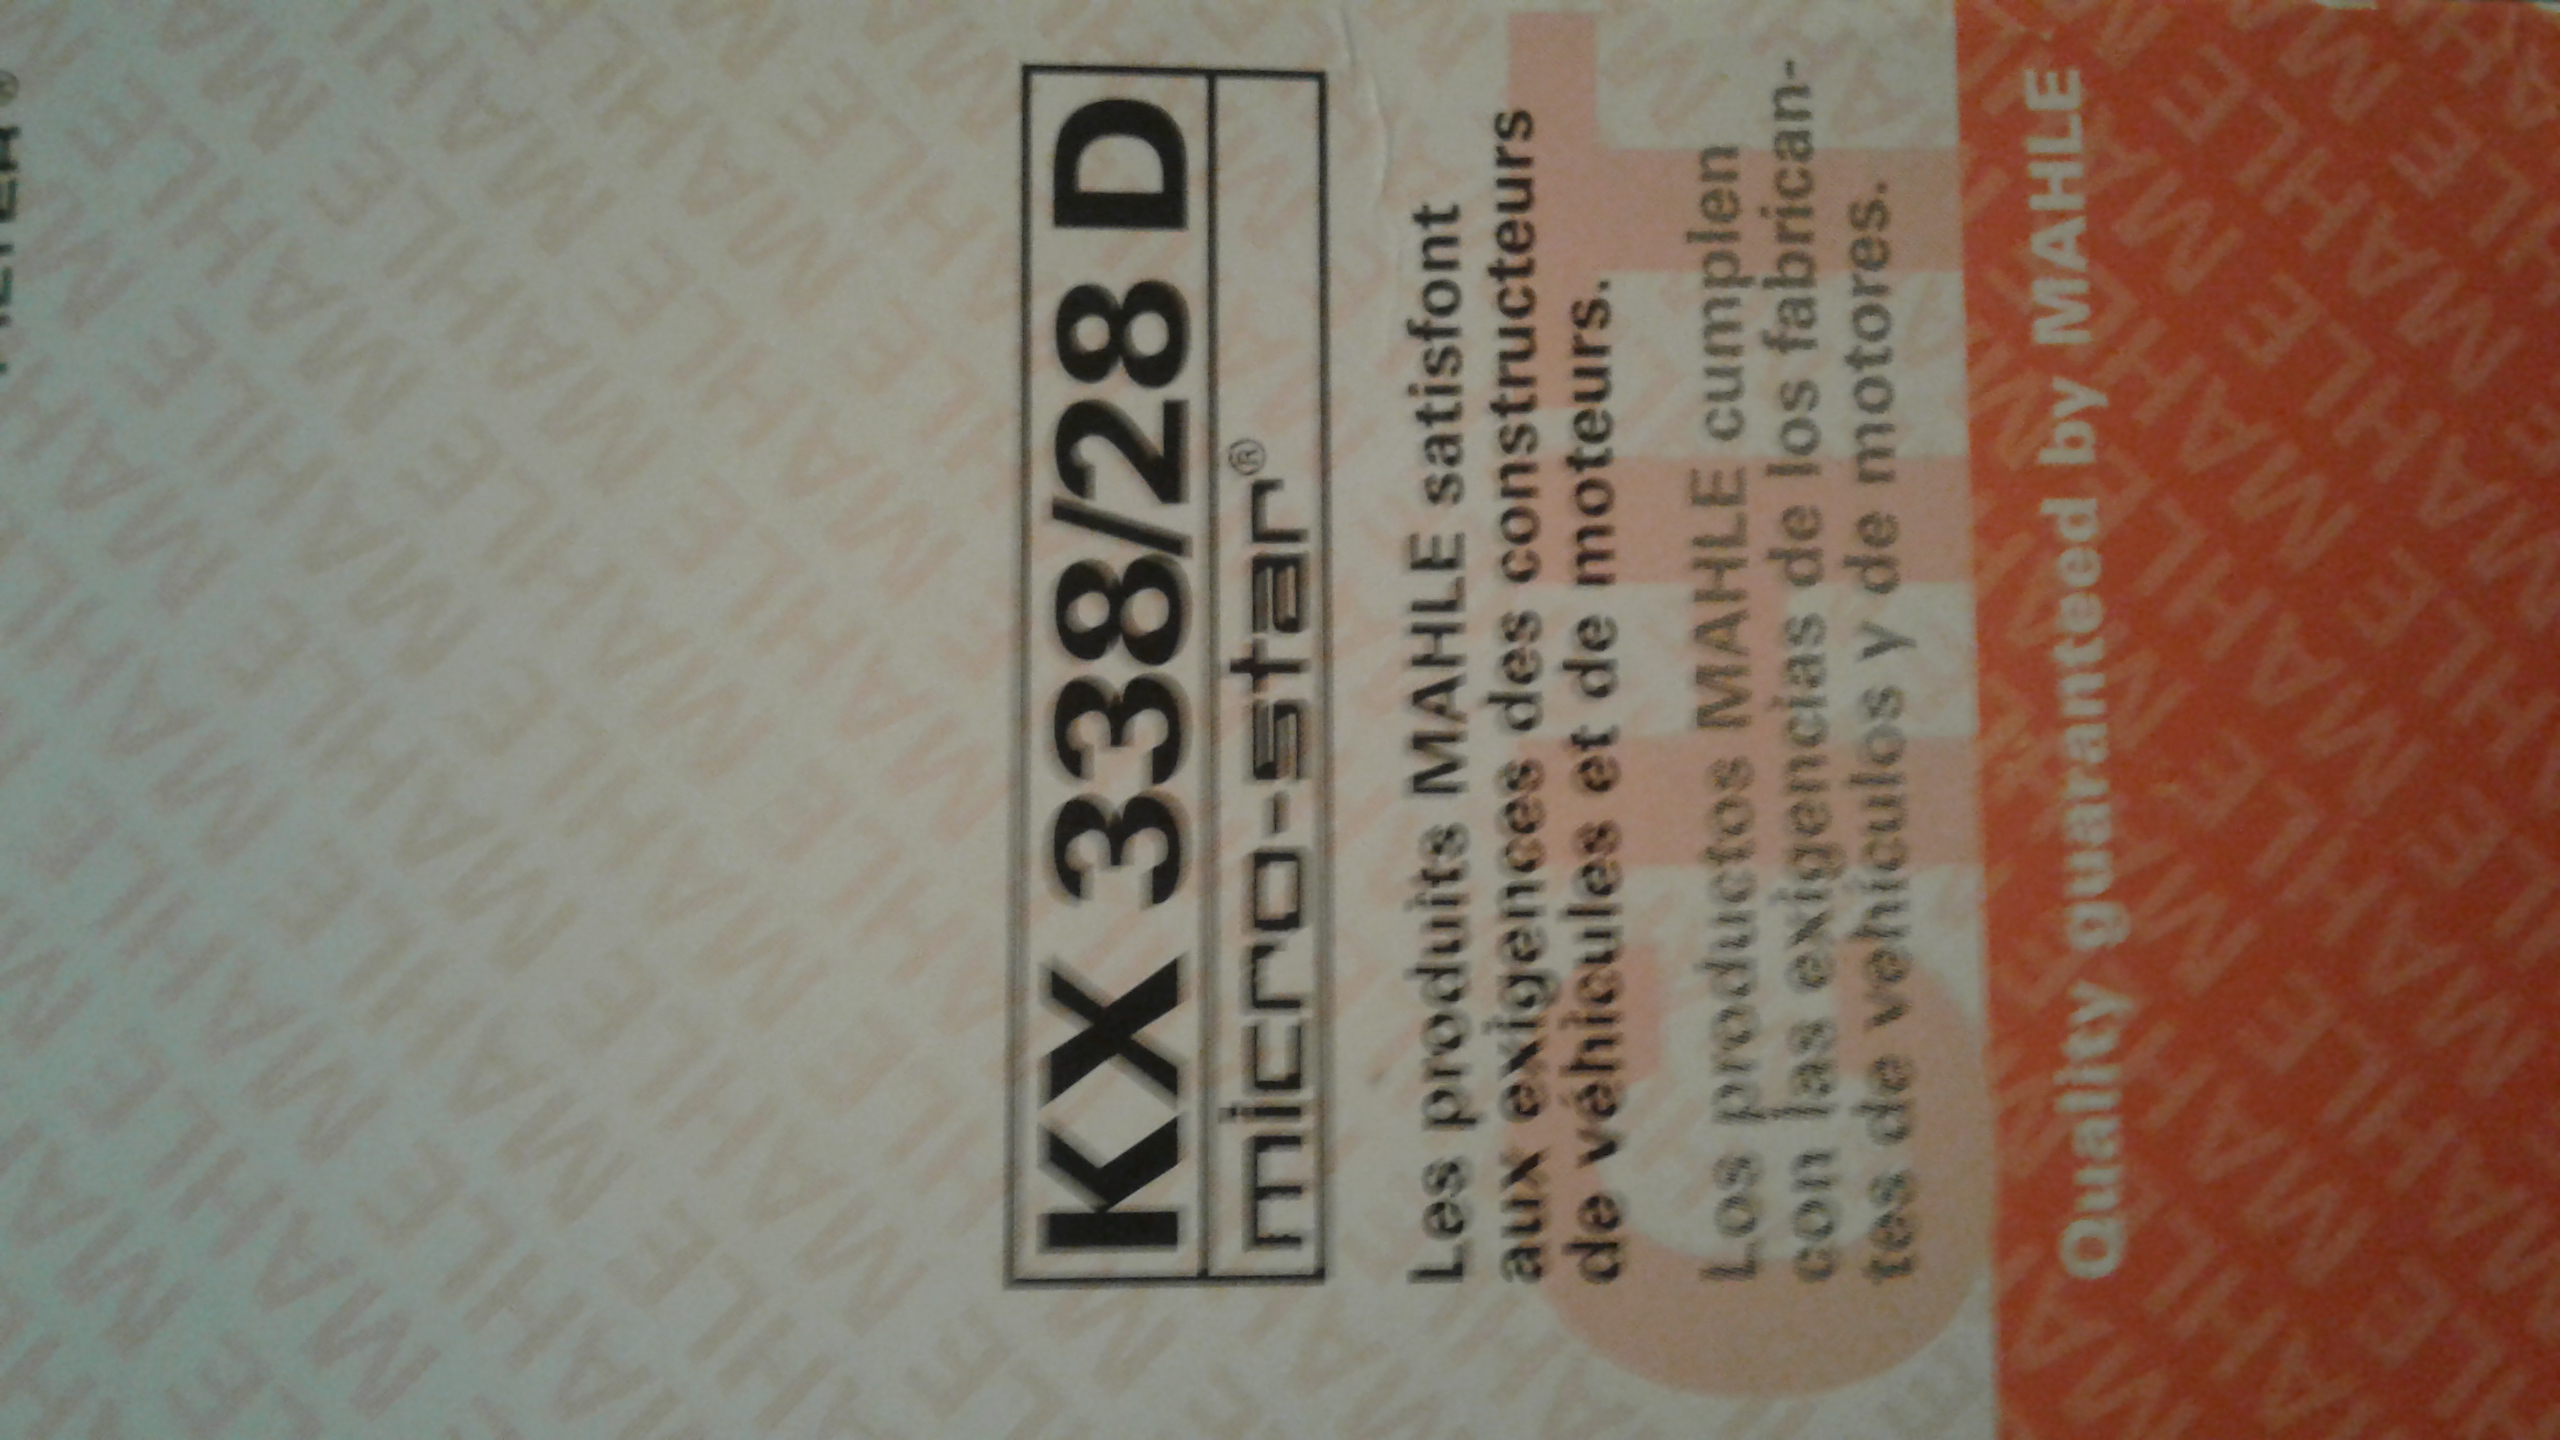 KX 338/28 D
micro-star®
Les produits MAHLE satisfont
aux exigences des constructeurs
de véhicules et de moteurs.
Los productos MAHLE cumplen
con las exigencias de los fabrican-
tes de vehículos y de motores.
Quality guaranteed by MAHLE